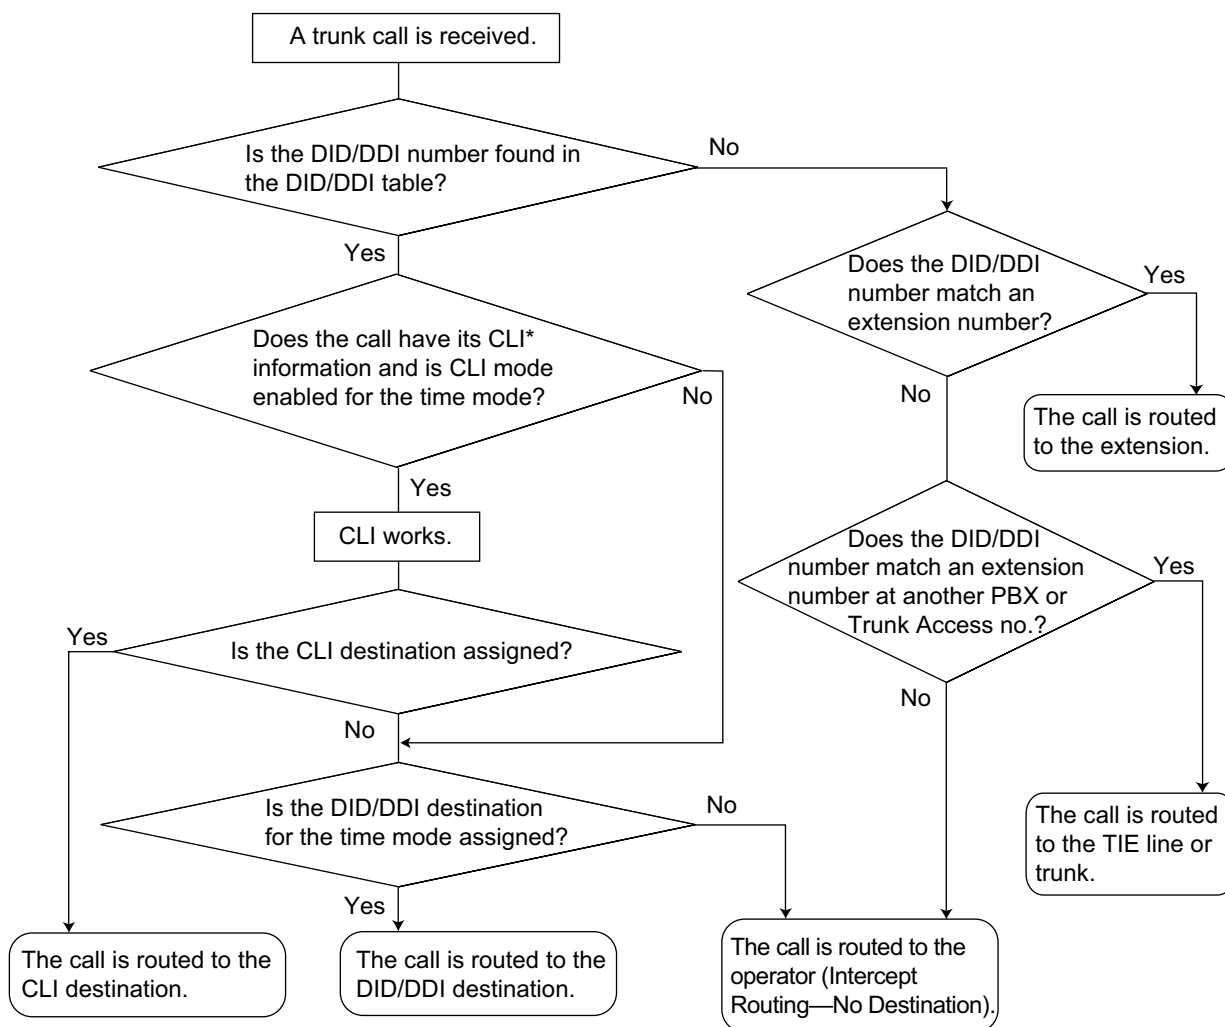 A trunk call is received.
Is the DID/DDI number found in
the DID/DDI table?
No
Yes
Does the DID/DDI
number match an
extension number?
Yes
Does the call have its CLI*
information and is CLI mode
enabled for the time mode?
No
No
The call is routed
to the extension.
Yes
CLI works.
Does the DID/DDI
number match an extension
number at another PBX or
Trunk Access no.?
Yes
Yes
Is the CLI destination assigned?
No
No
Is the DID/DDI destination
for the time mode assigned?
No
The call is routed
to the TIE line or
trunk.
Yes
The call is routed to the
CLI destination.
The call is routed to the
DID/DDI destination.
The call is routed to the
operator (Intercept
Routing—No Destination).